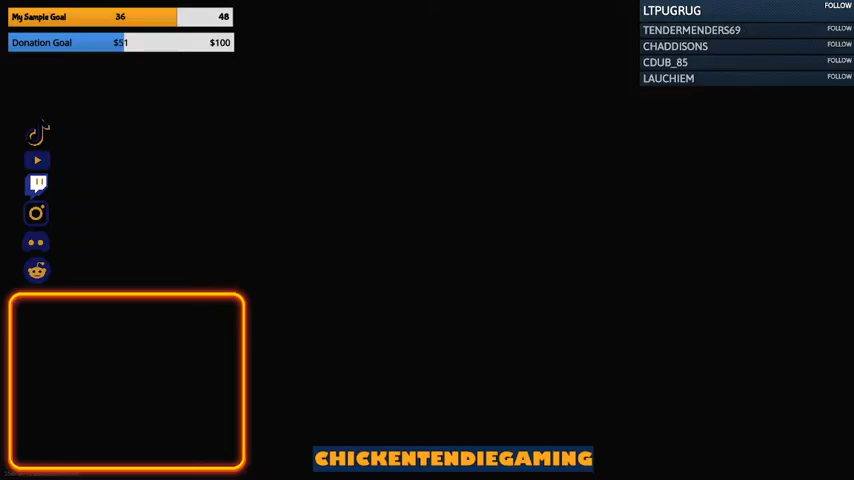 My Sample Goal 36 48
Donation Goal $51 $100
LTPUGRUG FOLLOW
TENDERMENDERS69 FOLLOW
CHADDISONS FOLLOW
CDUB_85 FOLLOW
LAUCHIEM FOLLOW
CHICKENTENDIEGAMING